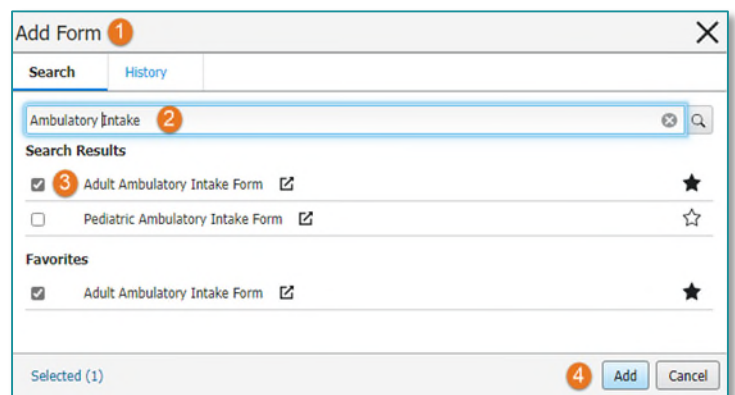 Add Form 1
Search History
Ambulatory Intake 2
Search Results
3 Adult Ambulatory Intake Form
Pediatric Ambulatory Intake Form
Favorites
Adult Ambulatory Intake Form
Selected (1) 4 Add Cancel